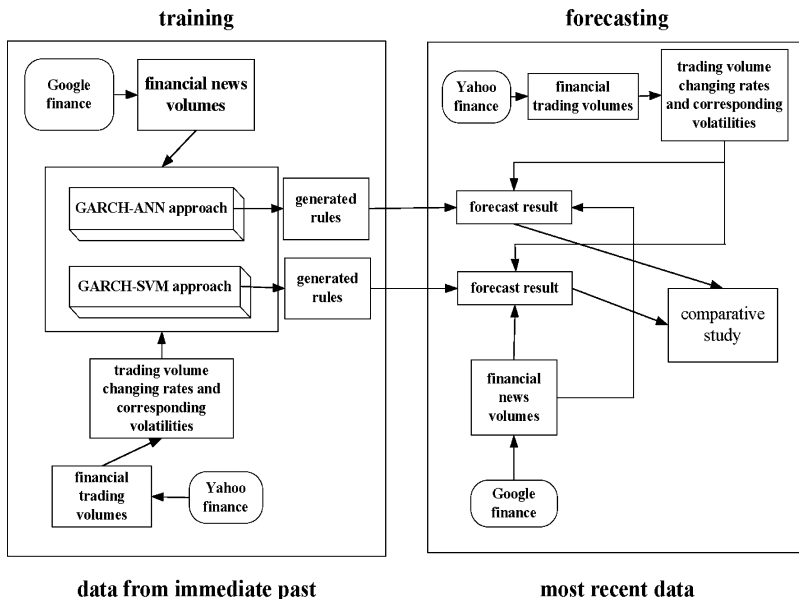 training
Google
finance
financial news
volumes
GARCH-ANN approach
generated
rules
GARCH-SVM approach
generated
rules
trading volume
changing rates and
corresponding
volatilities
financial
trading
volumes
Yahoo
finance
data from immediate past
forecasting
Yahoo
finance
financial
trading volumes
trading volume
changing rates
and corresponding
volatilities
forecast result
forecast result
comparative
study
financial
news
volumes
Google
finance
most recent data